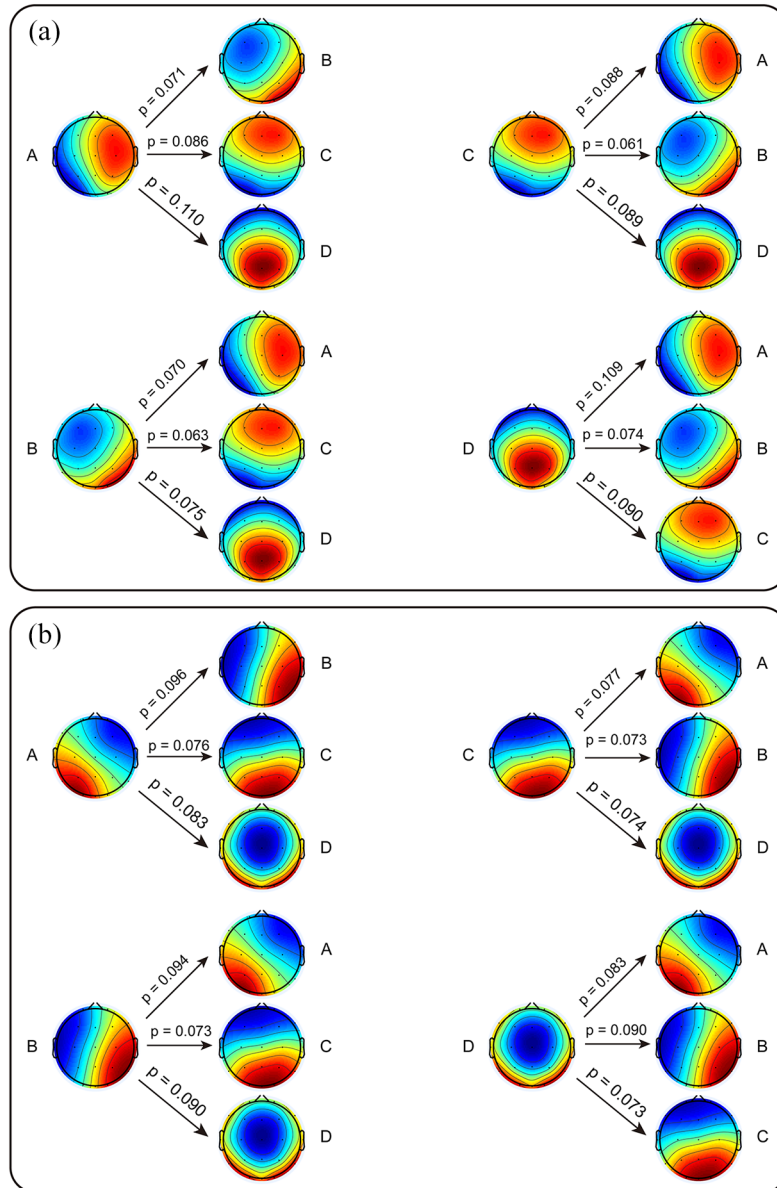 (a)
A
p = 0.071
B
p = 0.086
C
p = 0.110
D
C
p = 0.088
A
p = 0.061
B
p = 0.089
D
B
p = 0.070
A
p = 0.063
C
p = 0.075
D
D
p = 0.109
A
p = 0.074
B
p = 0.090
C
(b)
A
p = 0.096
B
p = 0.076
C
p = 0.083
D
C
p = 0.077
A
p = 0.073
B
p = 0.074
D
B
p = 0.094
A
p = 0.073
C
p = 0.090
D
D
p = 0.083
A
p = 0.090
B
p = 0.073
C